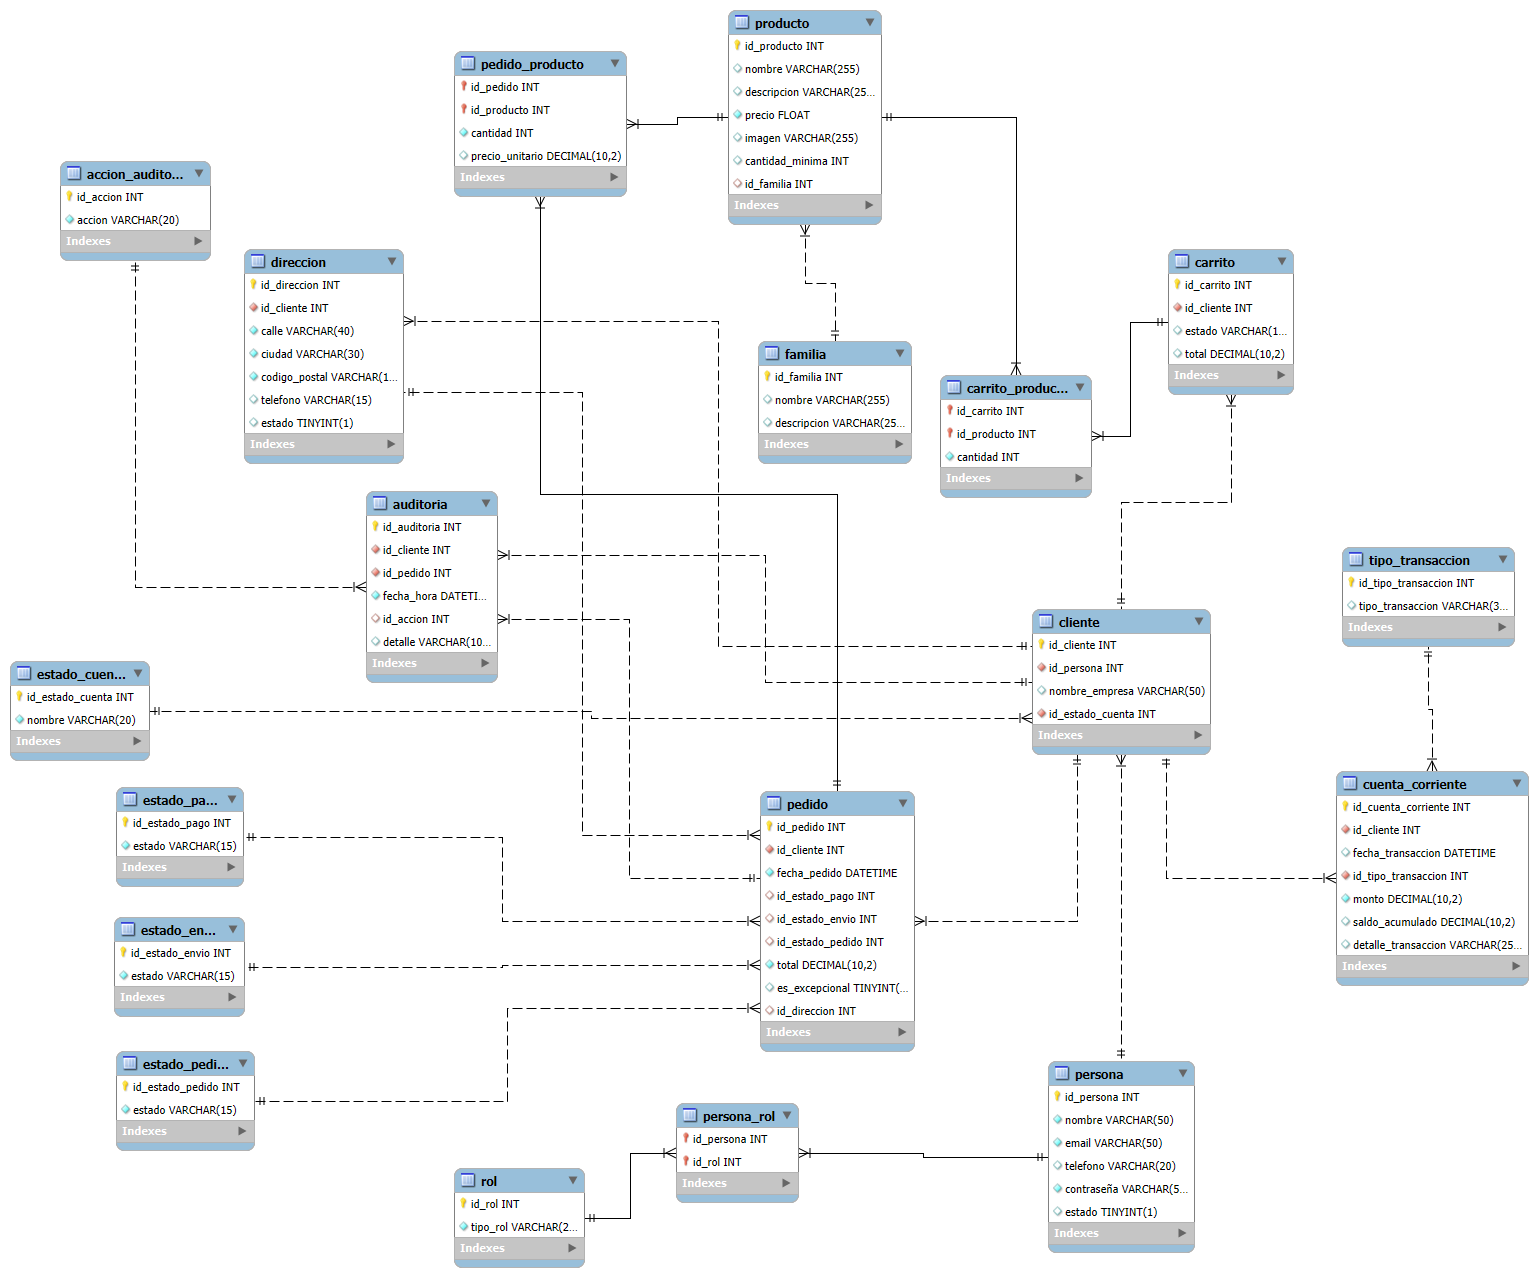 producto
id_producto INT
nombre VARCHAR(255)
descripcion VARCHAR(25...
precio FLOAT
imagen VARCHAR(255)
cantidad_minima INT
id_familia INT
Indexes
pedido_producto
id_pedido INT
id_producto INT
cantidad INT
precio_unitario DECIMAL(10,2)
Indexes
accion_audito...
id_accion INT
accion VARCHAR(20)
Indexes
direccion
id_direccion INT
id_cliente INT
calle VARCHAR(40)
ciudad VARCHAR(30)
codigo_postal VARCHAR(1...
telefono VARCHAR(15)
estado TINYINT(1)
Indexes
carrito
id_carrito INT
id_cliente INT
estado VARCHAR(1...
total DECIMAL(10,2)
Indexes
familia
id_familia INT
nombre VARCHAR(255)
descripcion VARCHAR(25...
Indexes
carrito_produc...
id_carrito INT
id_producto INT
cantidad INT
Indexes
auditoria
id_auditoria INT
id_cliente INT
id_pedido INT
fecha_hora DATETI...
id_accion INT
detalle VARCHAR(10...
Indexes
tipo_transaccion
id_tipo_transaccion INT
tipo_transaccion VARCHAR(3...
Indexes
cliente
id_cliente INT
id_persona INT
nombre_empresa VARCHAR(50)
id_estado_cuenta INT
Indexes
estado_cuen...
id_estado_cuenta INT
nombre VARCHAR(20)
Indexes
estado_pa...
id_estado_pago INT
estado VARCHAR(15)
Indexes
pedido
id_pedido INT
id_cliente INT
fecha_pedido DATETIME
id_estado_pago INT
id_estado_envio INT
id_estado_pedido INT
total DECIMAL(10,2)
es_excepcional TINYINT(...
id_direccion INT
Indexes
cuenta_corriente
id_cuenta_corriente INT
id_cliente INT
fecha_transaccion DATETIME
id_tipo_transaccion INT
monto DECIMAL(10,2)
saldo_acumulado DECIMAL(10,2)
detalle_transaccion VARCHAR(25...
Indexes
estado_en...
id_estado_envio INT
estado VARCHAR(15)
Indexes
estado_pedi...
id_estado_pedido INT
estado VARCHAR(15)
Indexes
persona
id_persona INT
nombre VARCHAR(50)
email VARCHAR(50)
telefono VARCHAR(20)
contraseña VARCHAR(5...
estado TINYINT(1)
Indexes
persona_rol
id_persona INT
id_rol INT
Indexes
rol
id_rol INT
tipo_rol VARCHAR(2...
Indexes